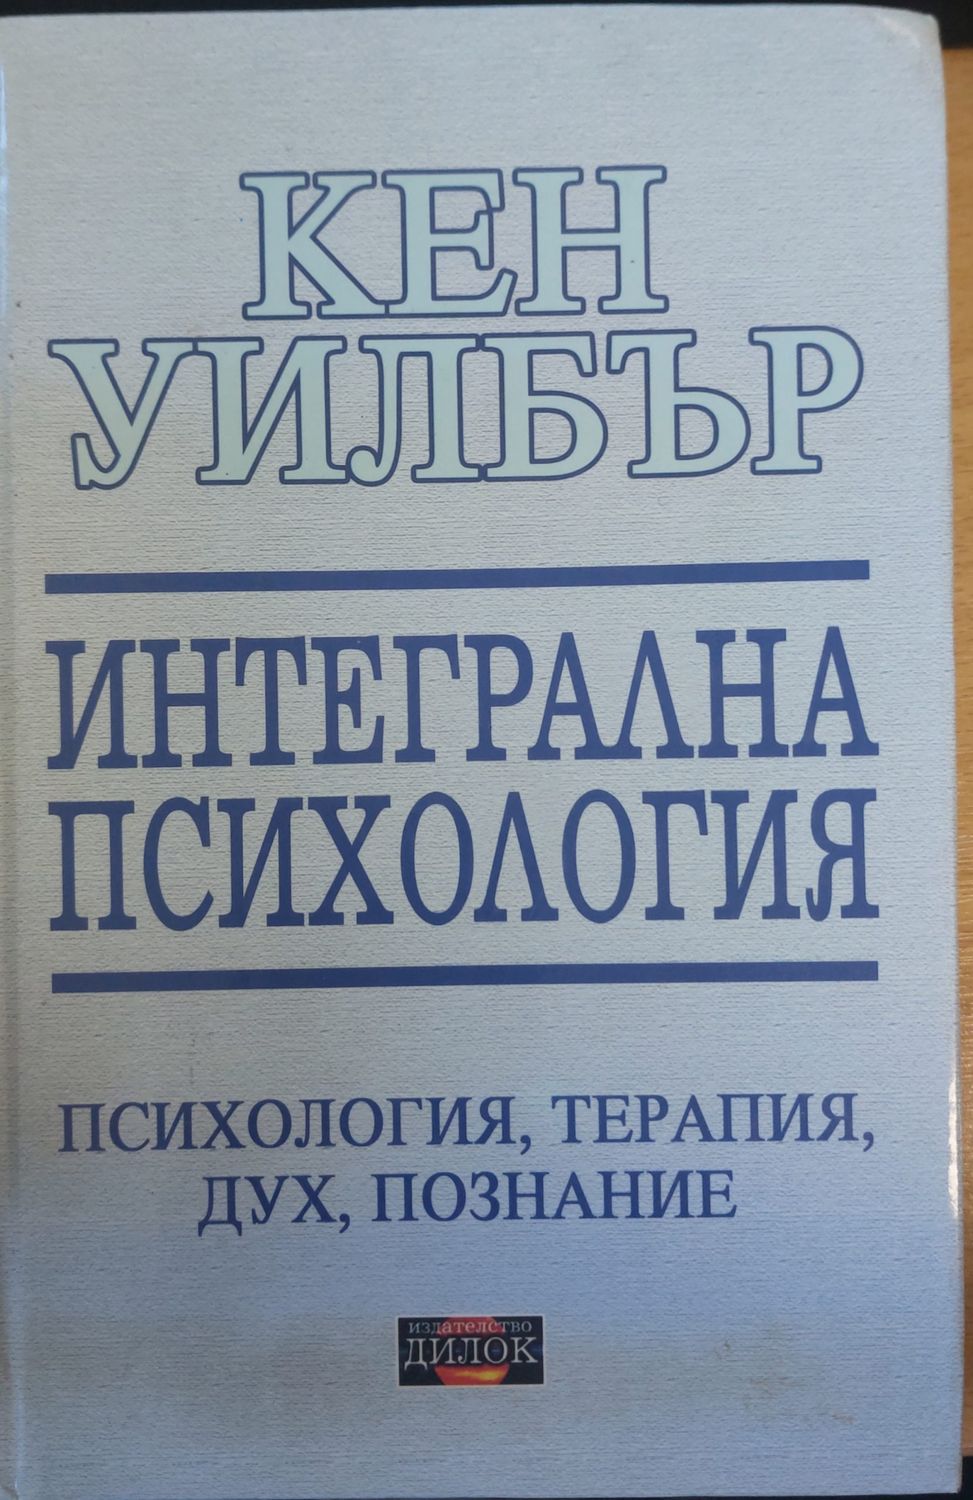 КЕН
УИЛБЪР
ИНТЕГРАЛНА
ПСИХОЛОГИЯ
ПСИХОЛОГИЯ, ТЕРАПИЯ,
ДУХ, ПОЗНАНИЕ
ИЗДАТЕЛСТВО
ДИЛОК